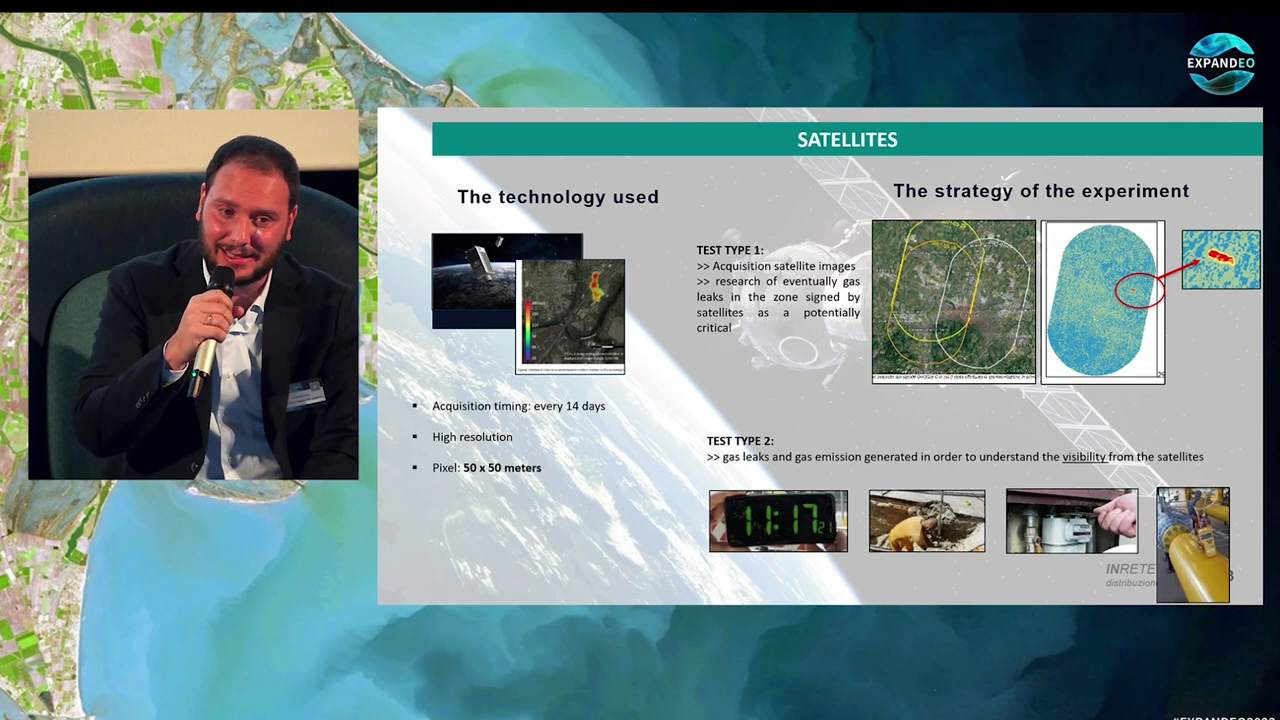 EXPANDEO
SATELLITES
The technology used
The strategy of the experiment
TEST TYPE 1:
>> Acquisition satellite images
>> research of eventually gas
leaks in the zone signed by
satellites as a potentially
critical
▪ Acquisition timing: every 14 days
▪ High resolution
▪ Pixel: 50 x 50 meters
TEST TYPE 2:
>> gas leaks and gas emission generated in order to understand the visibility from the satellites
11:17 21
INRETE
distribuzione